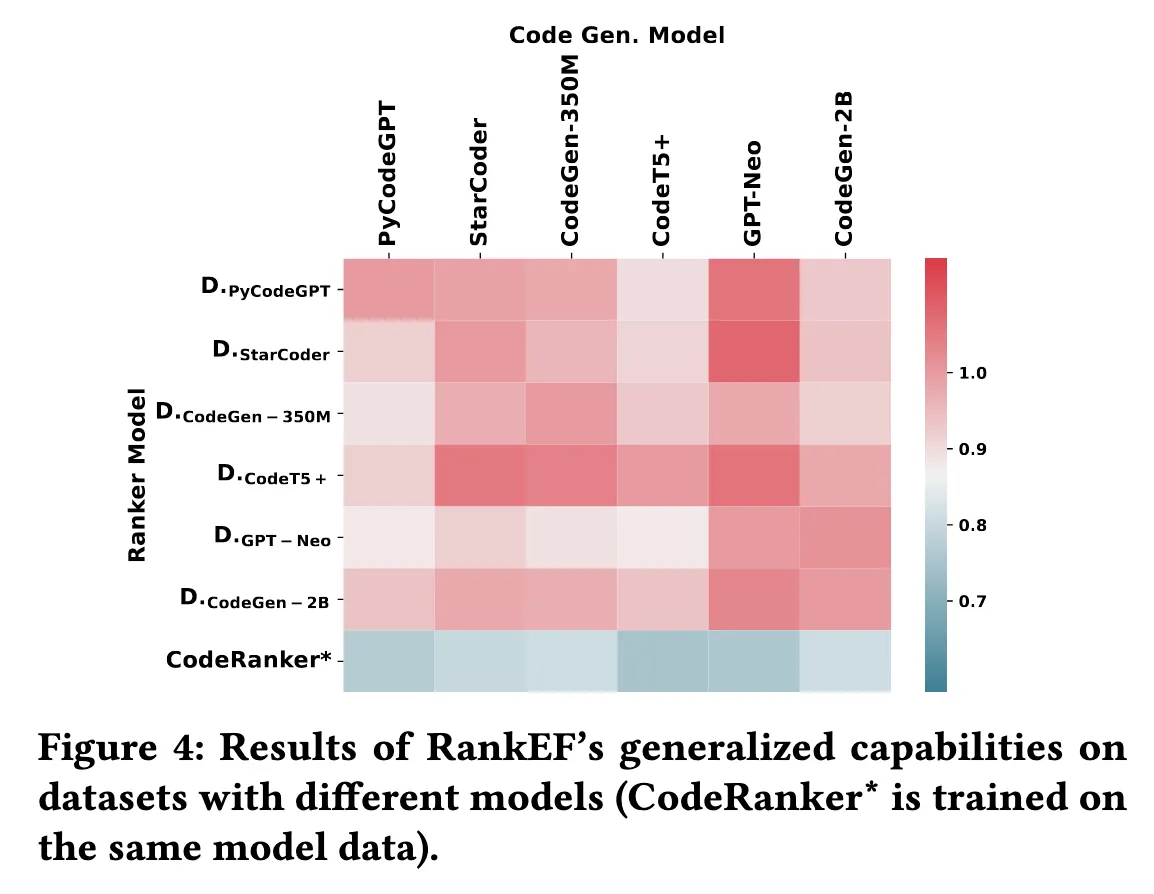 Code Gen. Model
PyCodeGPT
StarCoder
CodeGen-350M
CodeT5+
GPT-Neo
CodeGen-2B
Ranker Model
D.PyCodeGPT
D.StarCoder
D.CodeGen-350M
D.CodeT5+
D.GPT-Neo
D.CodeGen-2B
CodeRanker*
1.0
0.9
0.8
0.7
Figure 4: Results of RankEF's generalized capabilities on
datasets with different models (CodeRanker* is trained on
the same model data).